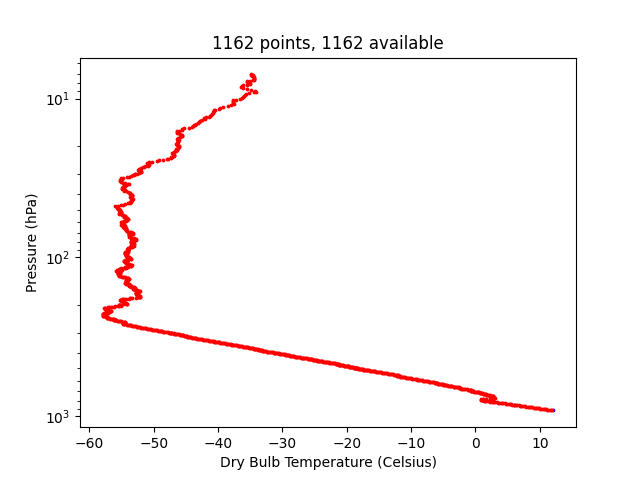 1162 points, 1162 available
Pressure (hPa)
10¹
10²
10³
−60 −50 −40 −30 −20 −10 0 10
Dry Bulb Temperature (Celsius)